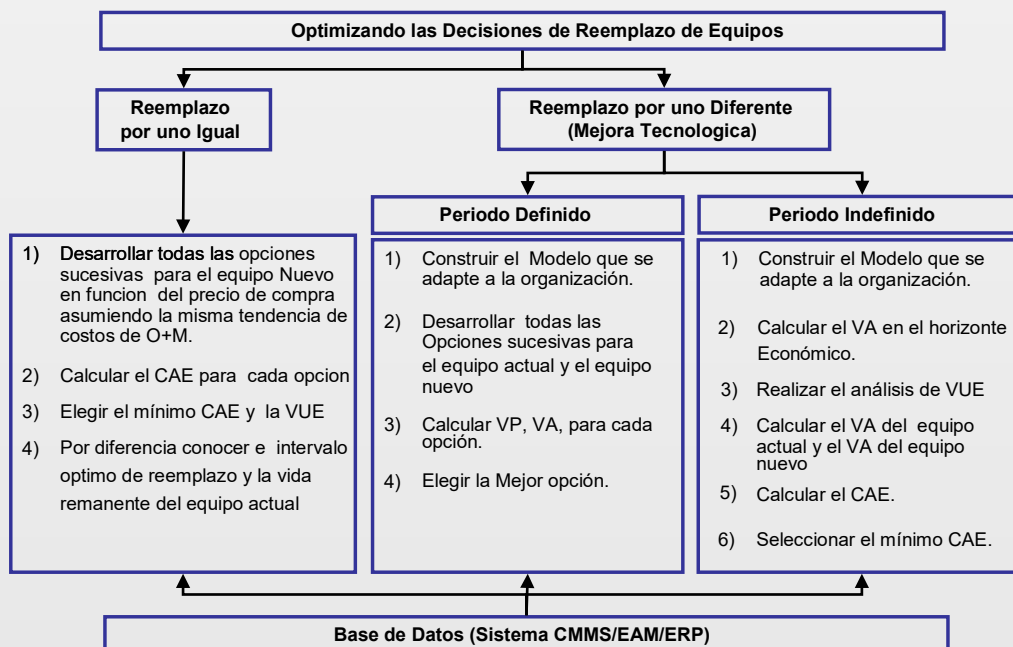 Optimizando las Decisiones de Reemplazo de Equipos
Reemplazo
por uno Igual
Reemplazo por uno Diferente
(Mejora Tecnologica)
1) Desarrollar todas las opciones
sucesivas para el equipo Nuevo
en funcion del precio de compra
asumiendo la misma tendencia de
costos de O+M.
2) Calcular el CAE para cada opcion
3) Elegir el mínimo CAE y la VUE
4) Por diferencia conocer e intervalo
optimo de reemplazo y la vida
remanente del equipo actual
Periodo Definido
1) Construir el Modelo que se
adapte a la organización.
2) Desarrollar todas las
Opciones sucesivas para
el equipo actual y el equipo
nuevo
3) Calcular VP, VA, para cada
opción.
4) Elegir la Mejor opción.
Periodo Indefinido
1) Construir el Modelo que se
adapte a la organización.
2) Calcular el VA en el horizonte
Económico.
3) Realizar el análisis de VUE
4) Calcular el VA del equipo
actual y el VA del equipo
nuevo
5) Calcular el CAE.
6) Seleccionar el mínimo CAE.
Base de Datos (Sistema CMMS/EAM/ERP)